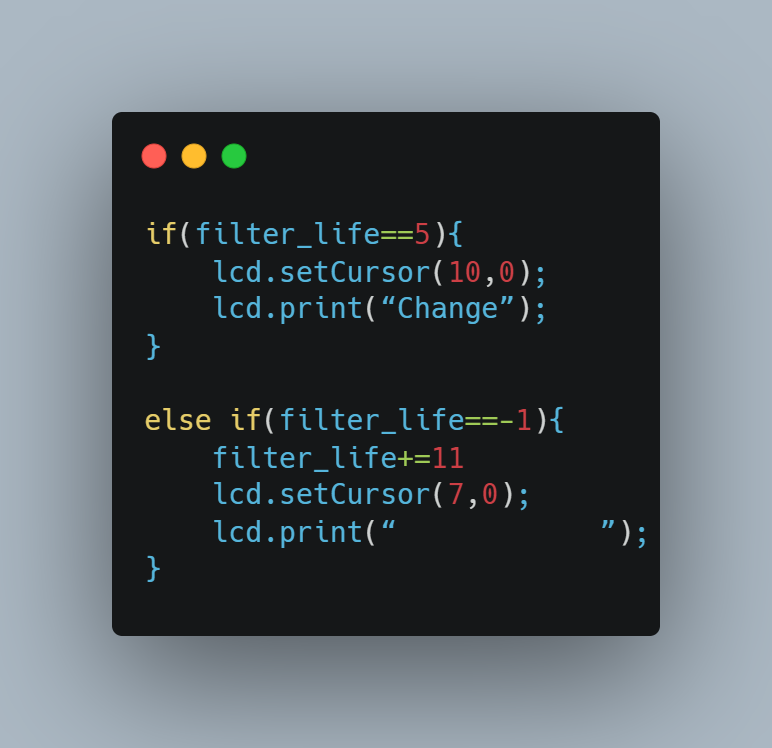 if(filter_life==5){
    lcd.setCursor(10,0);
    lcd.print(“Change”);
}

else if(filter_life==-1){
    filter_life+=11
    lcd.setCursor(7,0);
    lcd.print(“            ”);
}